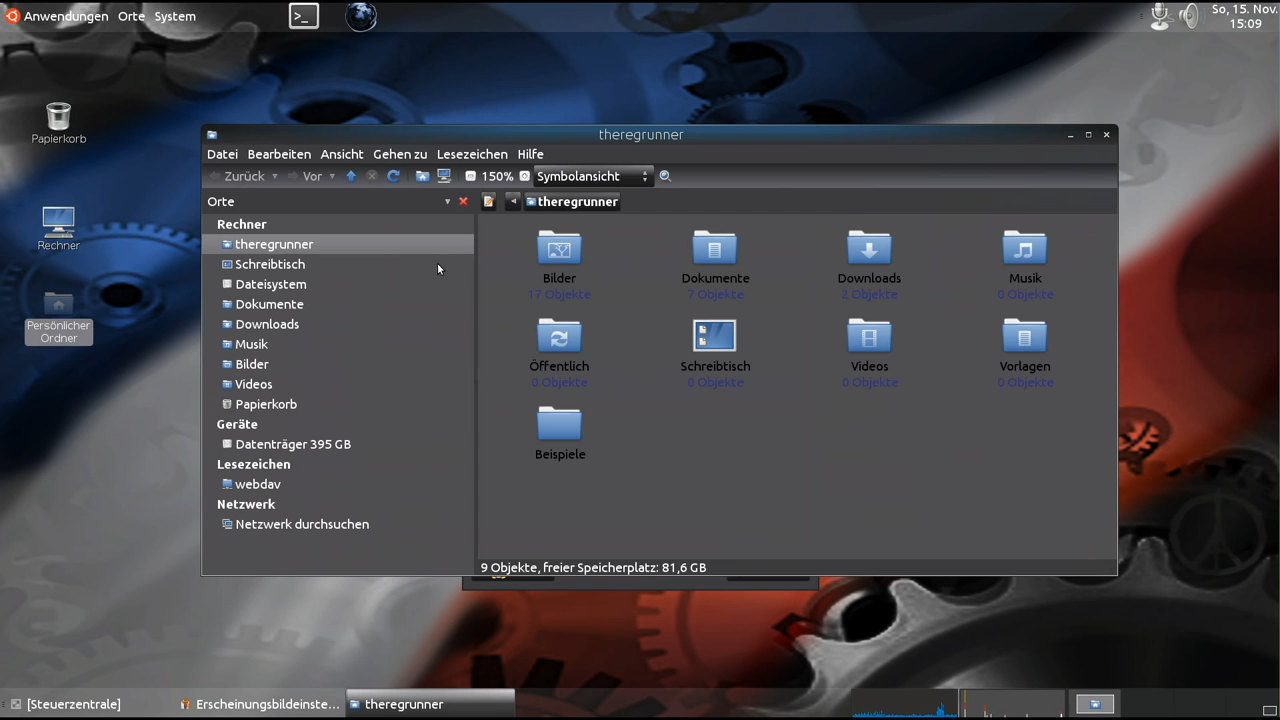 Anwendungen Orte System
So, 15. Nov.
15:09
Papierkorb
Rechner
Persönlicher
Ordner
theregrunner
Datei Bearbeiten Ansicht Gehen zu Lesezeichen Hilfe
Zurück Vor 150% Symbolansicht
Orte
theregrunner
Rechner
theregrunner
Schreibtisch
Dateisystem
Dokumente
Downloads
Musik
Bilder
Videos
Papierkorb
Geräte
Datenträger 395 GB
Lesezeichen
webdav
Netzwerk
Netzwerk durchsuchen
Bilder
17 Objekte
Dokumente
7 Objekte
Downloads
2 Objekte
Musik
0 Objekte
Öffentlich
0 Objekte
Schreibtisch
0 Objekte
Videos
0 Objekte
Vorlagen
0 Objekte
Beispiele
9 Objekte, freier Speicherplatz: 81,6 GB
[Steuerzentrale] Erscheinungsbildeinste... theregrunner